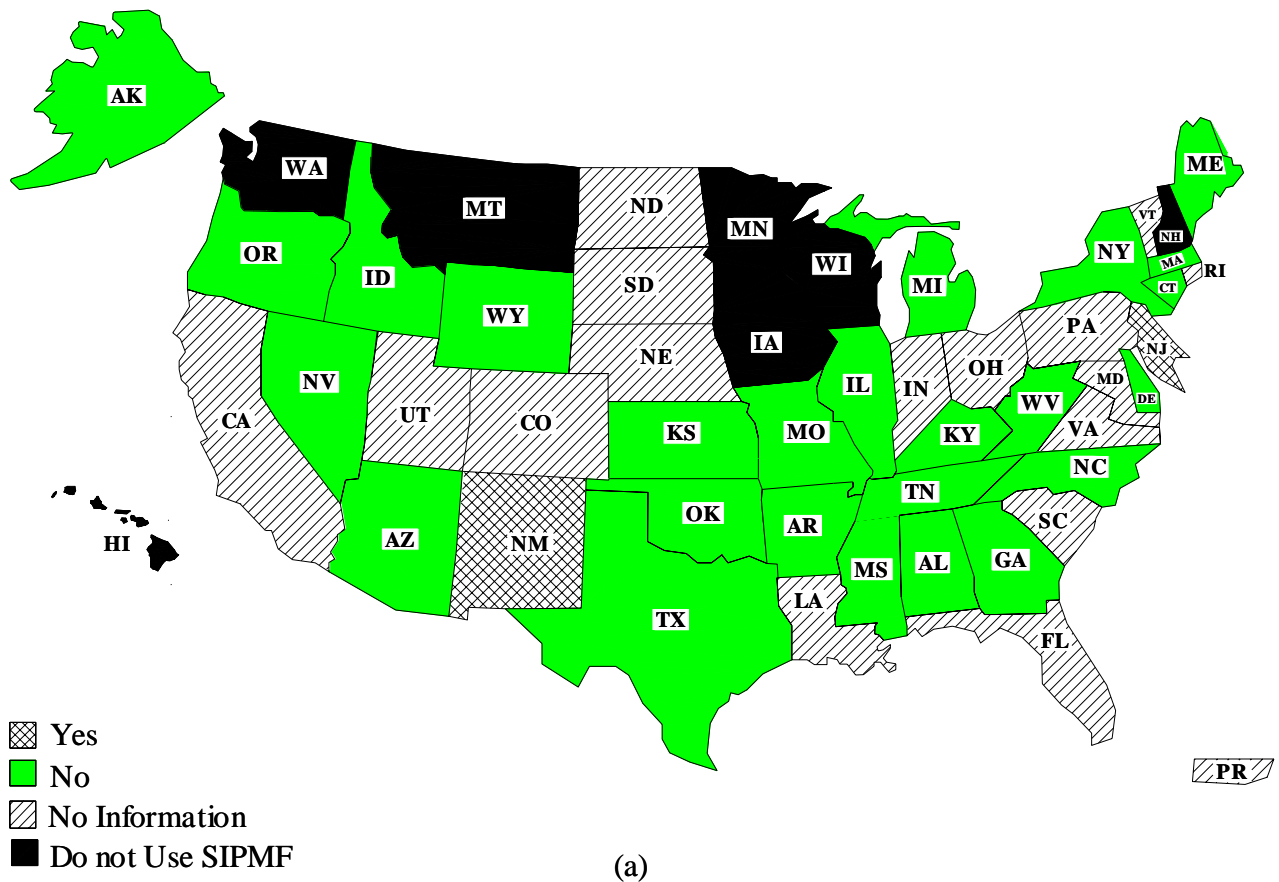 AK
WA
MT
ND
MN
ME
VT
NH
OR
ID
SD
WI
NY
MA
RI
MI
CT
WY
NE
IA
PA
NJ
NV
UT
CO
IL
IN
OH
MD
DE
CA
KS
MO
KY
WV
VA
NC
TN
HI
AZ
NM
OK
AR
SC
MS
AL
GA
TX
LA
FL
PR
Yes
No
No Information
Do not Use SIPMF
(a)